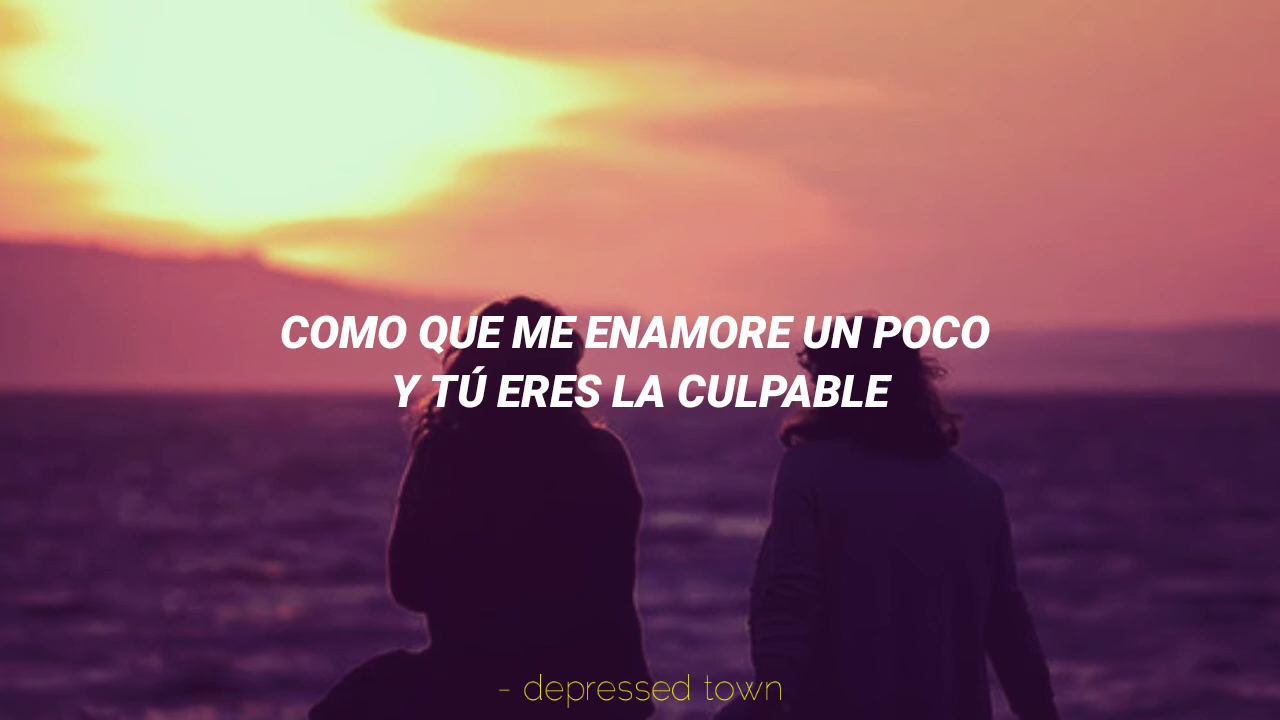 COMO QUE ME ENAMORE UN POCO
Y TÚ ERES LA CULPABLE
- depressed town